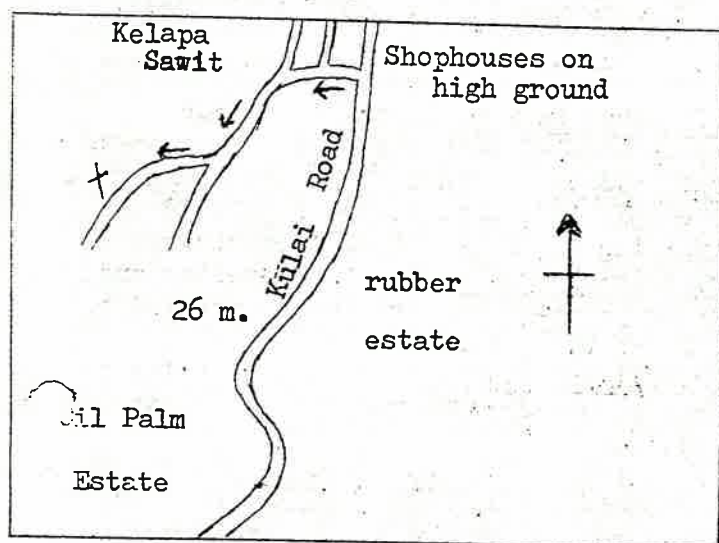 Kelapa
Sawit
Shophouses on
high ground
Kulai Road
26 m.
rubber
estate
Palm
Estate